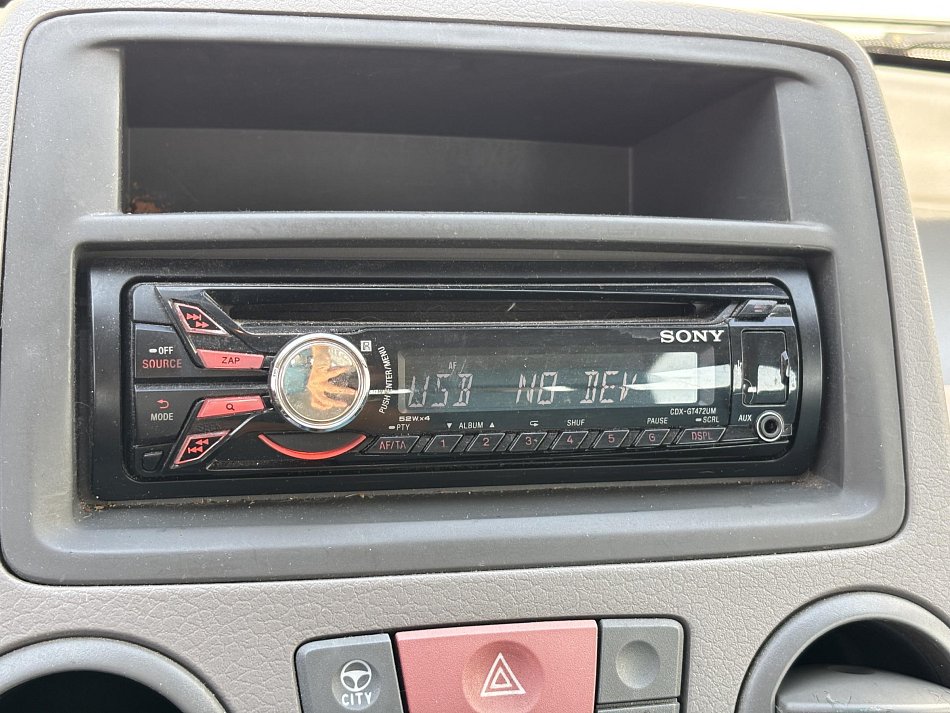 OFF
SOURCE
ZAP
MODE
PUSH ENTER/MENU
SONY
AF
USB NO DEV
52W×4
CDX-GT472UM
PTY
▼ ALBUM ▲
SHUF
PAUSE
SCRL
AUX
AF/TA
1
2
3
4
5
6
DSPL
CITY